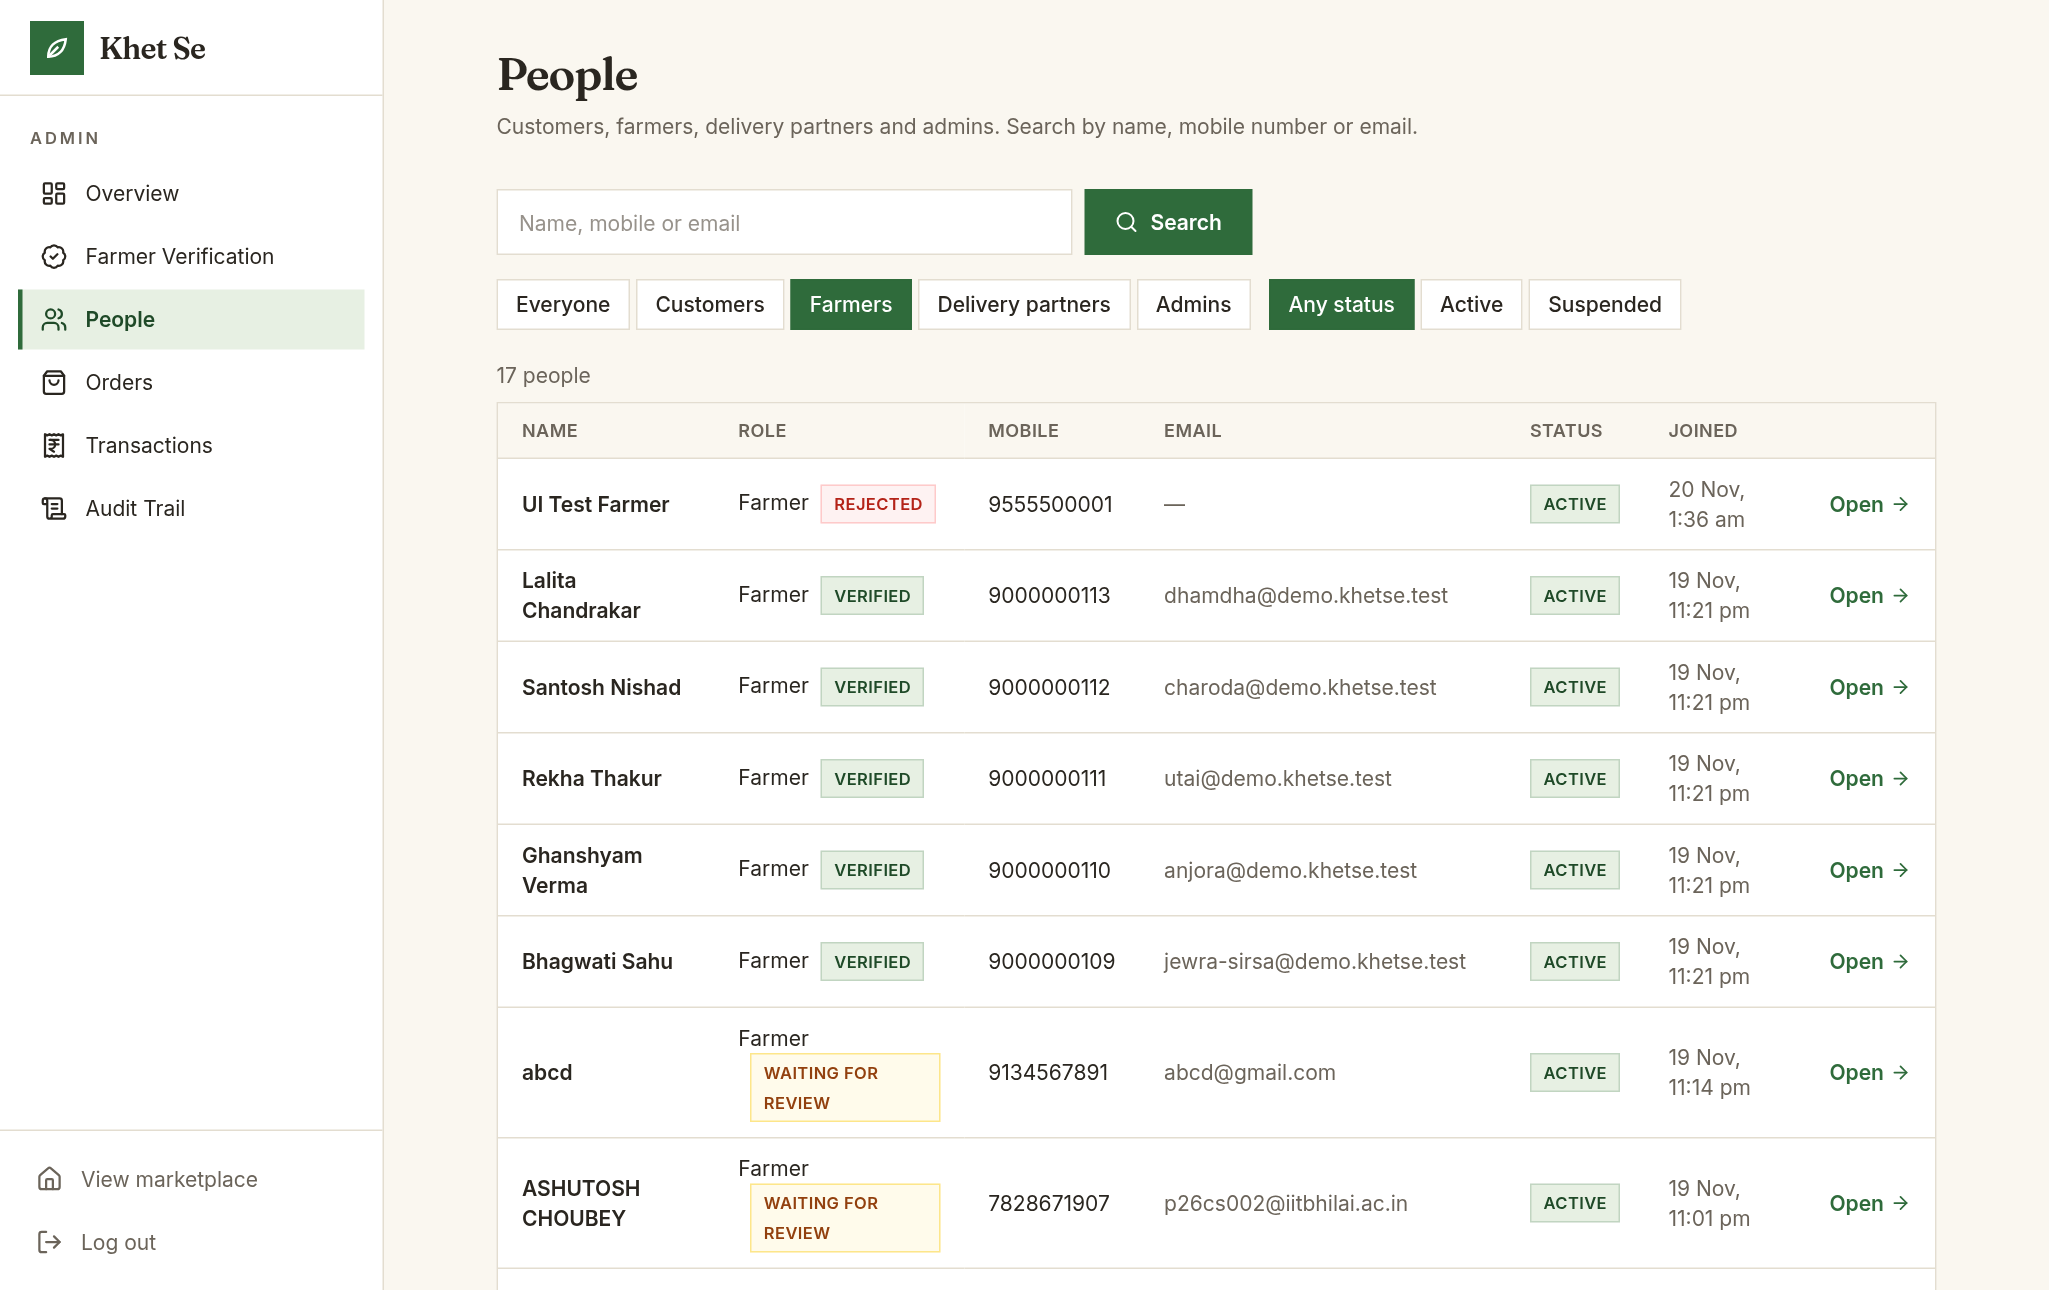 Khet Se
ADMIN
Overview
Farmer Verification
People
Orders
Transactions
Audit Trail
View marketplace
Log out
People
Customers, farmers, delivery partners and admins. Search by name, mobile number or email.
Name, mobile or email
Search
Everyone Customers Farmers Delivery partners Admins Any status Active Suspended
17 people
NAME ROLE MOBILE EMAIL STATUS JOINED
UI Test Farmer Farmer REJECTED 9555500001 — ACTIVE 20 Nov, 1:36 am Open →
Lalita Chandrakar Farmer VERIFIED 9000000113 dhamdha@demo.khetse.test ACTIVE 19 Nov, 11:21 pm Open →
Santosh Nishad Farmer VERIFIED 9000000112 charoda@demo.khetse.test ACTIVE 19 Nov, 11:21 pm Open →
Rekha Thakur Farmer VERIFIED 9000000111 utai@demo.khetse.test ACTIVE 19 Nov, 11:21 pm Open →
Ghanshyam Verma Farmer VERIFIED 9000000110 anjora@demo.khetse.test ACTIVE 19 Nov, 11:21 pm Open →
Bhagwati Sahu Farmer VERIFIED 9000000109 jewra-sirsa@demo.khetse.test ACTIVE 19 Nov, 11:21 pm Open →
abcd Farmer WAITING FOR REVIEW 9134567891 abcd@gmail.com ACTIVE 19 Nov, 11:14 pm Open →
ASHUTOSH CHOUBEY Farmer WAITING FOR REVIEW 7828671907 p26cs002@iitbhilai.ac.in ACTIVE 19 Nov, 11:01 pm Open →